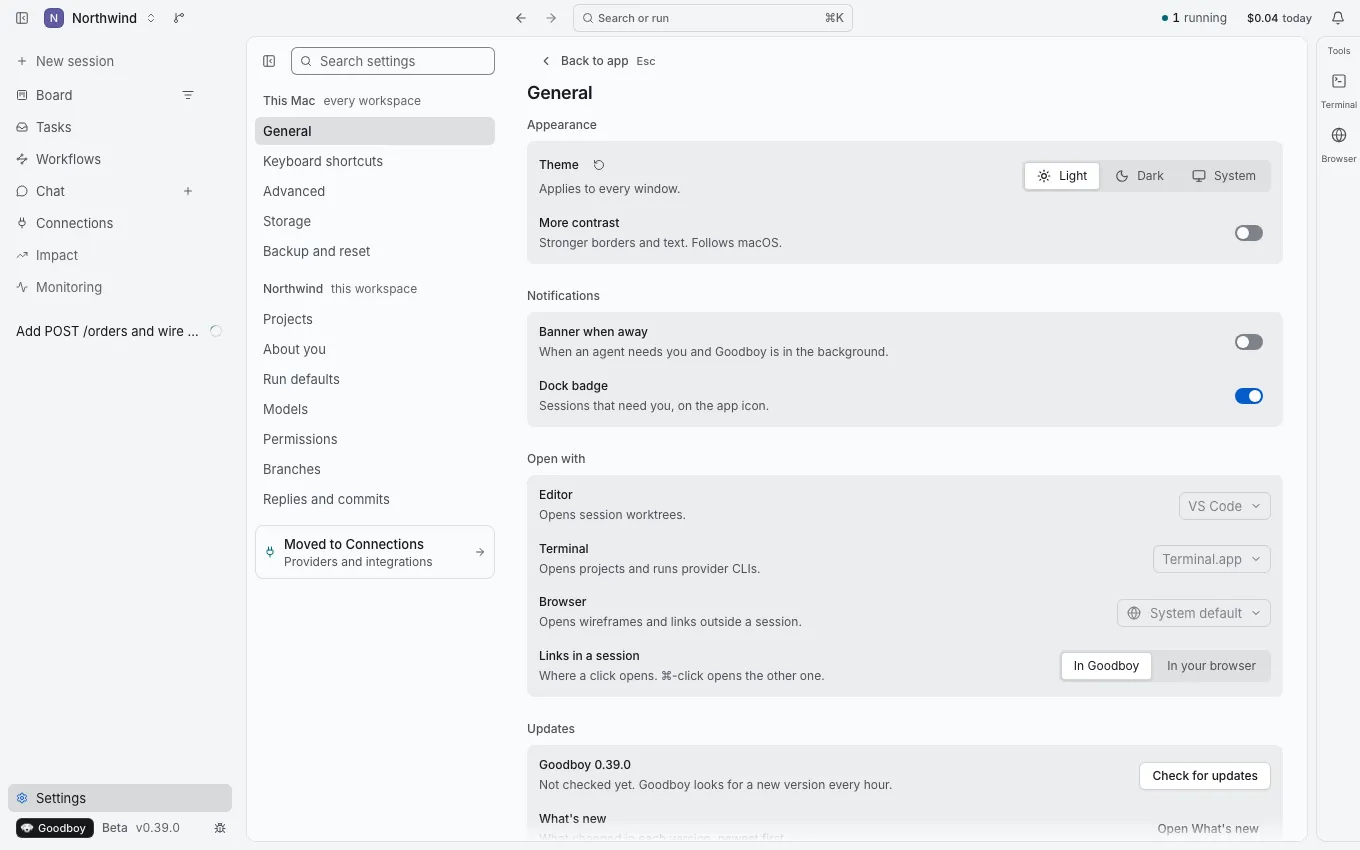 N Northwind
Search or run ⌘K
1 running
$0.04 today
New session
Board
Tasks
Workflows
Chat
Connections
Impact
Monitoring
Add POST /orders and wire ...
Settings
Goodboy Beta v0.39.0
Search settings
This Mac every workspace
General
Keyboard shortcuts
Advanced
Storage
Backup and reset
Northwind this workspace
Projects
About you
Run defaults
Models
Permissions
Branches
Replies and commits
Moved to Connections
Providers and integrations
Back to app Esc
General
Appearance
Theme
Applies to every window.
Light Dark System
More contrast
Stronger borders and text. Follows macOS.
Notifications
Banner when away
When an agent needs you and Goodboy is in the background.
Dock badge
Sessions that need you, on the app icon.
Open with
Editor
Opens session worktrees.
VS Code
Terminal
Opens projects and runs provider CLIs.
Terminal.app
Browser
Opens wireframes and links outside a session.
System default
Links in a session
Where a click opens. ⌘-click opens the other one.
In Goodboy In your browser
Updates
Goodboy 0.39.0
Not checked yet. Goodboy looks for a new version every hour.
Check for updates
What's new
What changed in each version, newest first.
Open What's new
Tools
Terminal
Browser